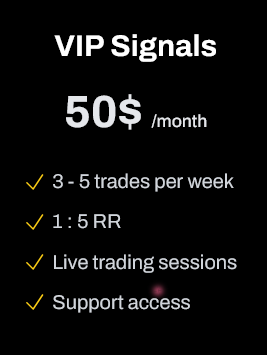 VIP Signals
50$ /month
3 - 5 trades per week
1 : 5 RR
Live trading sessions
Support access